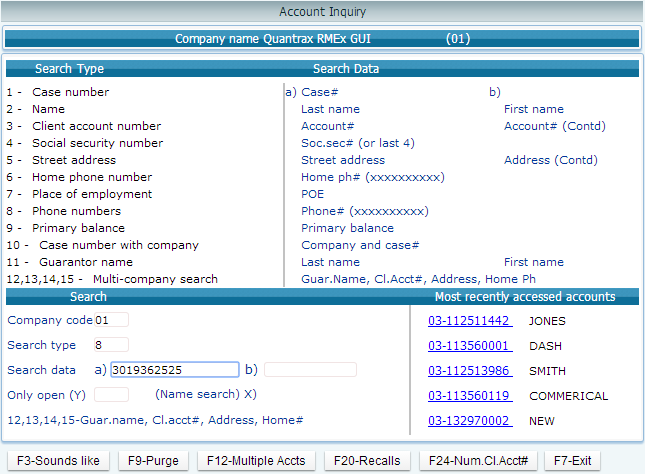 Account Inquiry
Company name Quantrax RMEx GUI (01)
Search Type Search Data
1 - Case number a) Case# b)
2 - Name Last name First name
3 - Client account number Account# Account# (Contd)
4 - Social security number Soc.sec# (or last 4)
5 - Street address Street address Address (Contd)
6 - Home phone number Home ph# (xxxxxxxxxx)
7 - Place of employment POE
8 - Phone numbers Phone# (xxxxxxxxxx)
9 - Primary balance Primary balance
10 - Case number with company Company and case#
11 - Guarantor name Last name First name
12,13,14,15 - Multi-company search Guar.Name, Cl.Acct#, Address, Home Ph
Search Most recently accessed accounts
Company code 01 03-112511442 JONES
Search type 8 03-113560001 DASH
Search data a) 3019362525 b) 03-112513986 SMITH
Only open (Y) (Name search) X) 03-113560119 COMMERICAL
12,13,14,15-Guar.name, Cl.acct#, Address, Home# 03-132970002 NEW
F3-Sounds like F9-Purge F12-Multiple Accts F20-Recalls F24-Num.Cl.Acct# F7-Exit